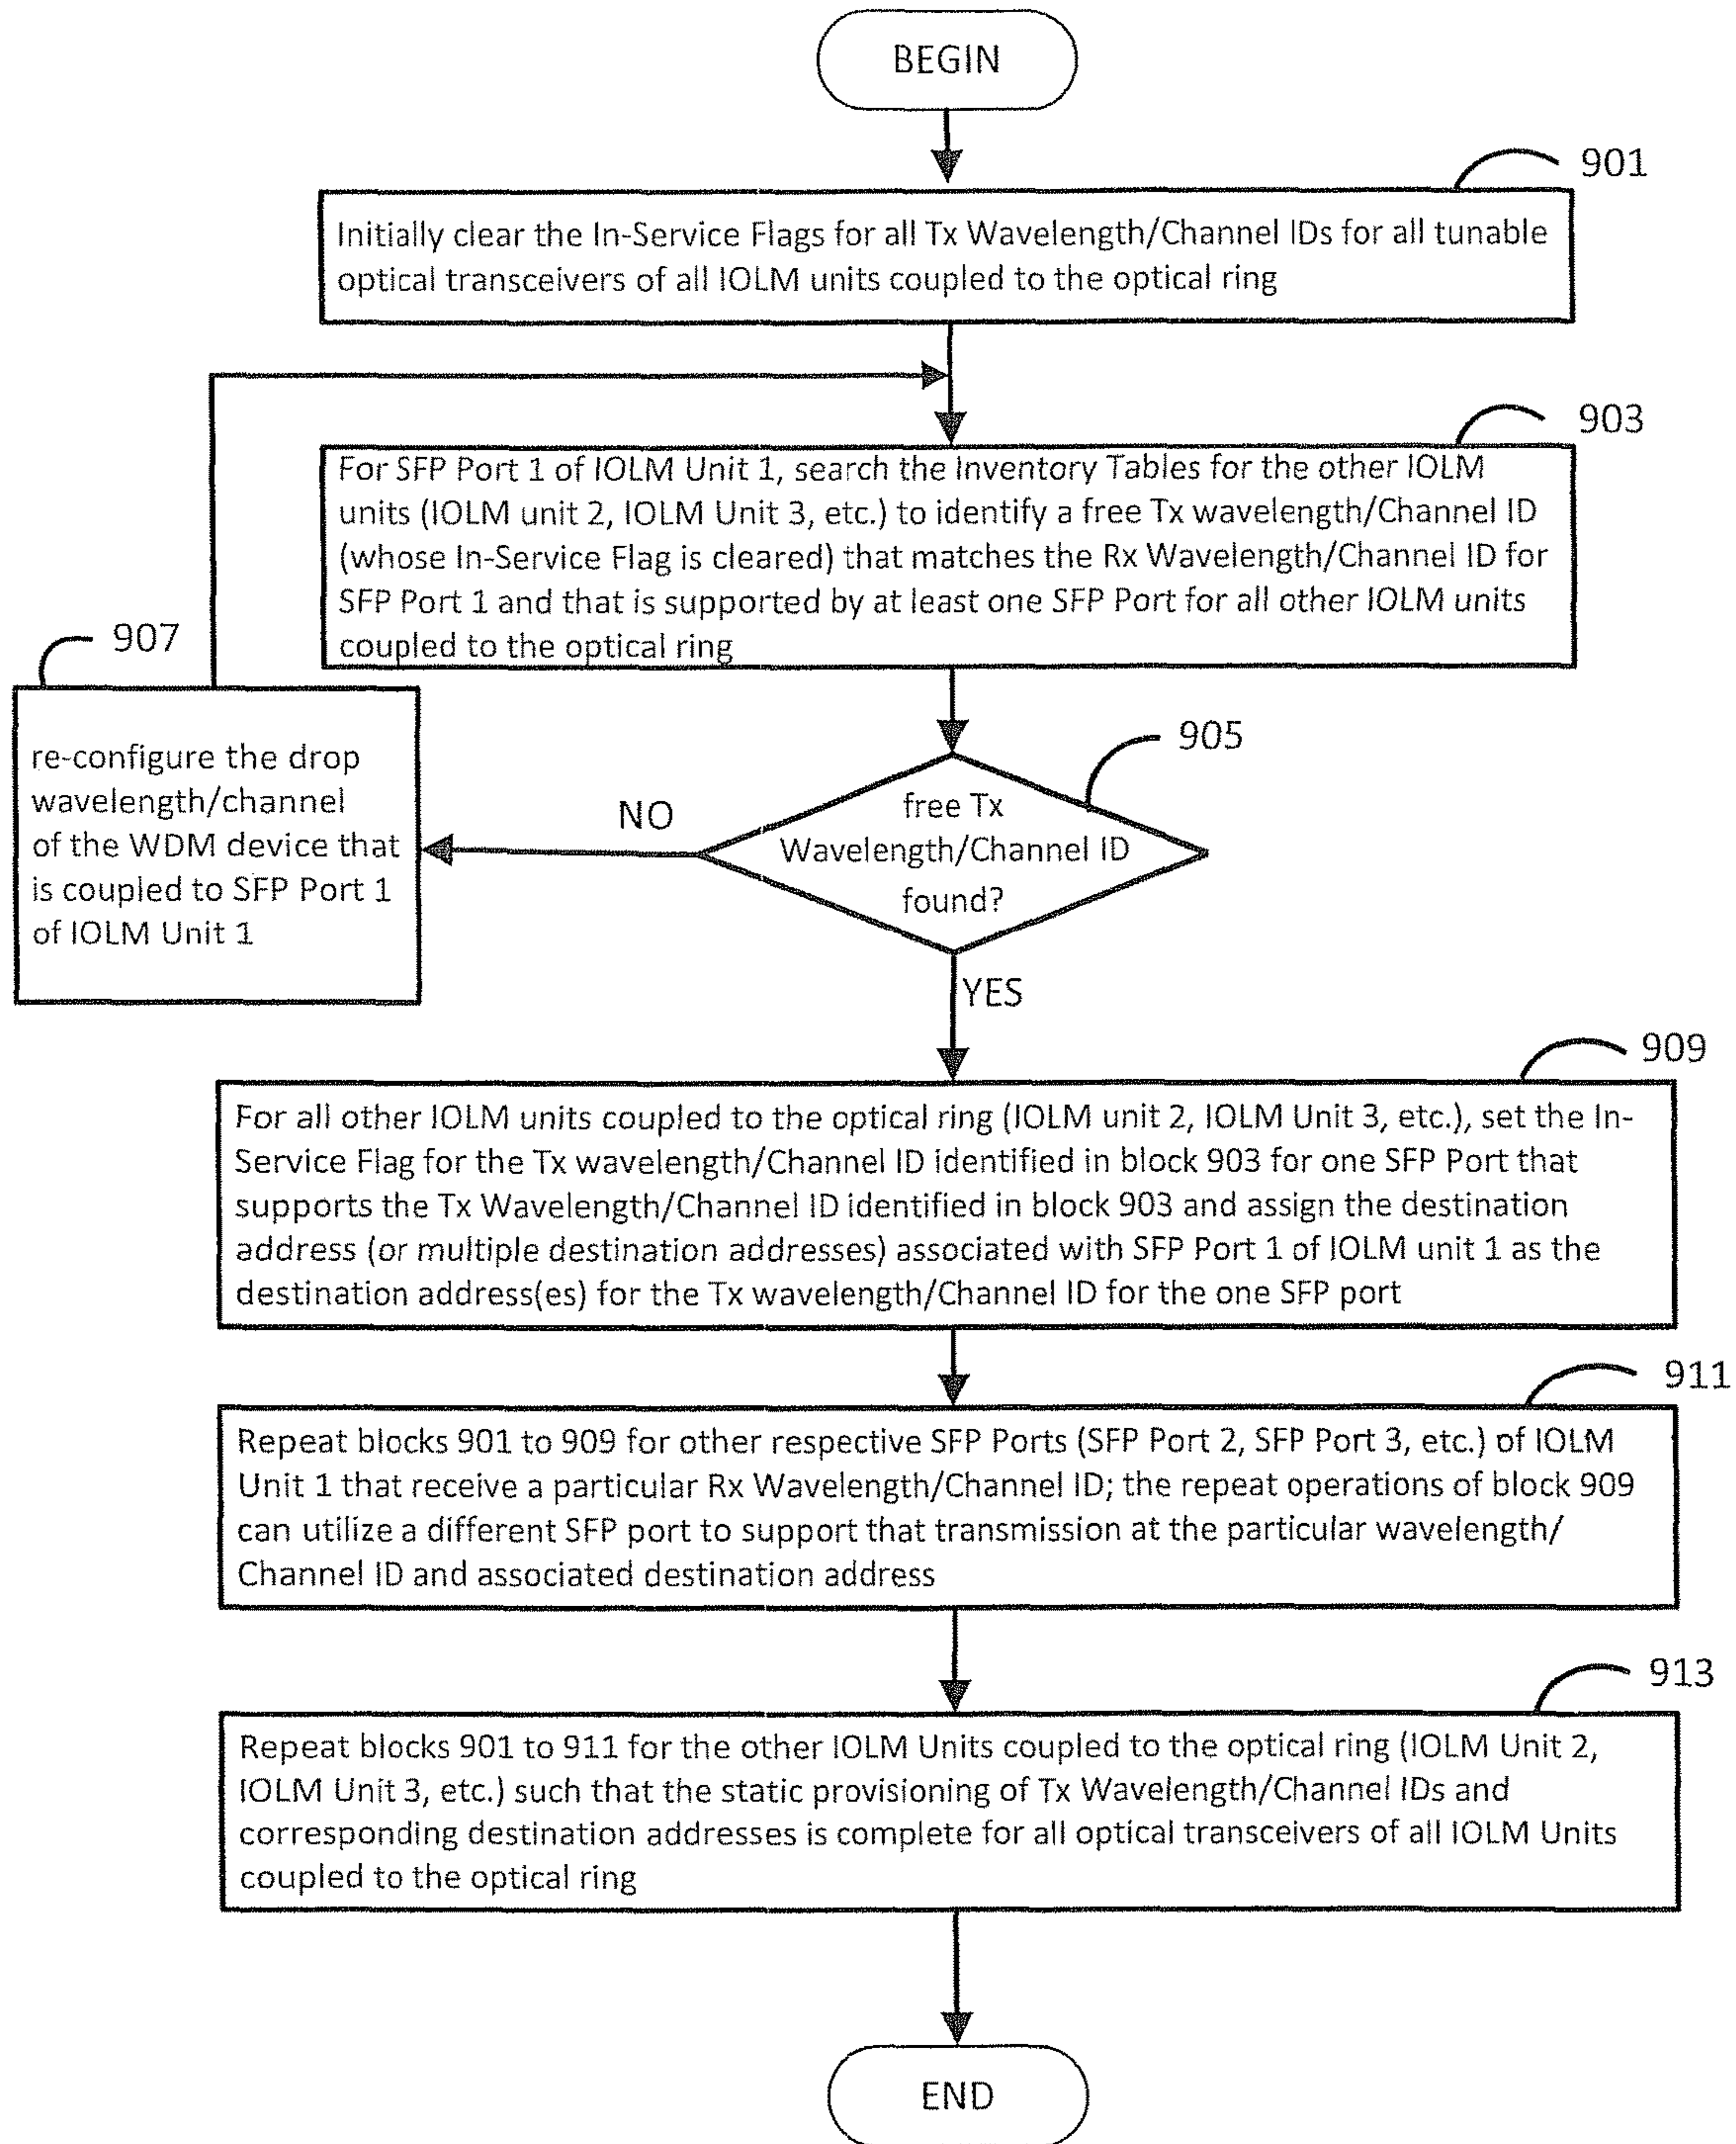 BEGIN
901
Initially clear the In-Service Flags for all Tx Wavelength/Channel IDs for all tunable
optical transceivers of all IOLM units coupled to the optical ring
903
For SFP Port 1 of IOLM Unit 1, search the Inventory Tables for the other IOLM
units (IOLM unit 2, IOLM Unit 3, etc.) to identify a free Tx wavelength/Channel ID
(whose In-Service Flag is cleared) that matches the Rx Wavelength/Channel ID for
SFP Port 1 and that is supported by at least one SFP Port for all other IOLM units
coupled to the optical ring
907
re-configure the drop
wavelength/channel
of the WDM device that
is coupled to SFP Port 1
of IOLM Unit 1
905
NO
free Tx
Wavelength/Channel ID
found?
YES
909
For all other IOLM units coupled to the optical ring (IOLM unit 2, IOLM Unit 3, etc.), set the In-
Service Flag for the Tx wavelength/Channel ID identified in block 903 for one SFP Port that
supports the Tx Wavelength/Channel ID identified in block 903 and assign the destination
address (or multiple destination addresses) associated with SFP Port 1 of IOLM unit 1 as the
destination address(es) for the Tx wavelength/Channel ID for the one SFP port
911
Repeat blocks 901 to 909 for other respective SFP Ports (SFP Port 2, SFP Port 3, etc.) of IOLM
Unit 1 that receive a particular Rx Wavelength/Channel ID; the repeat operations of block 909
can utilize a different SFP port to support that transmission at the particular wavelength/
Channel ID and associated destination address
913
Repeat blocks 901 to 911 for the other IOLM Units coupled to the optical ring (IOLM Unit 2,
IOLM Unit 3, etc.) such that the static provisioning of Tx Wavelength/Channel IDs and
corresponding destination addresses is complete for all optical transceivers of all IOLM Units
coupled to the optical ring
END